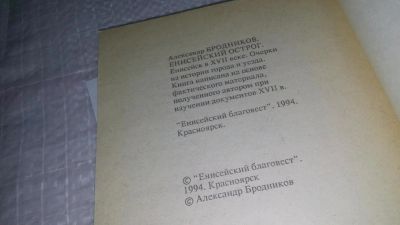 Александр БРОДНИКОВ.
ЕНИСЕЙСКИЙ ОСТРОГ.
Енисейск в XVII веке. Очерки
из истории города и уезда.
Книга написана на основе
фактического материала,
полученного автором при
изучении документов XVII в.
"Енисейский благовест". 1994.
Красноярск.
© "Енисейский благовест".
1994. Красноярск
© Александр Бродников